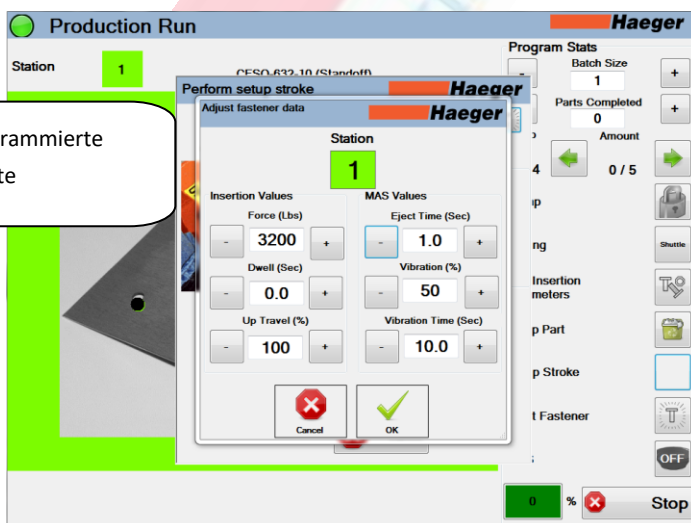 Production Run
Haeger
Station
1
CFSO-632-10 (Standoff)
rammierte
te
Perform setup stroke
Haeger
Adjust fastener data
Haeger
Station
1
Insertion Values
Force (Lbs)
-
3200
+
Dwell (Sec)
-
0.0
+
Up Travel (%)
-
100
+
MAS Values
Eject Time (Sec)
-
1.0
+
Vibration (%)
-
50
+
Vibration Time (Sec)
-
10.0
+
Cancel
OK
Program Stats
Batch Size
-
1
+
Parts Completed
0
+
Amount
4
0 / 5
p
ng
Shuttle
Insertion
meters
p Part
p Stroke
t Fastener
T
OFF
0
%
Stop